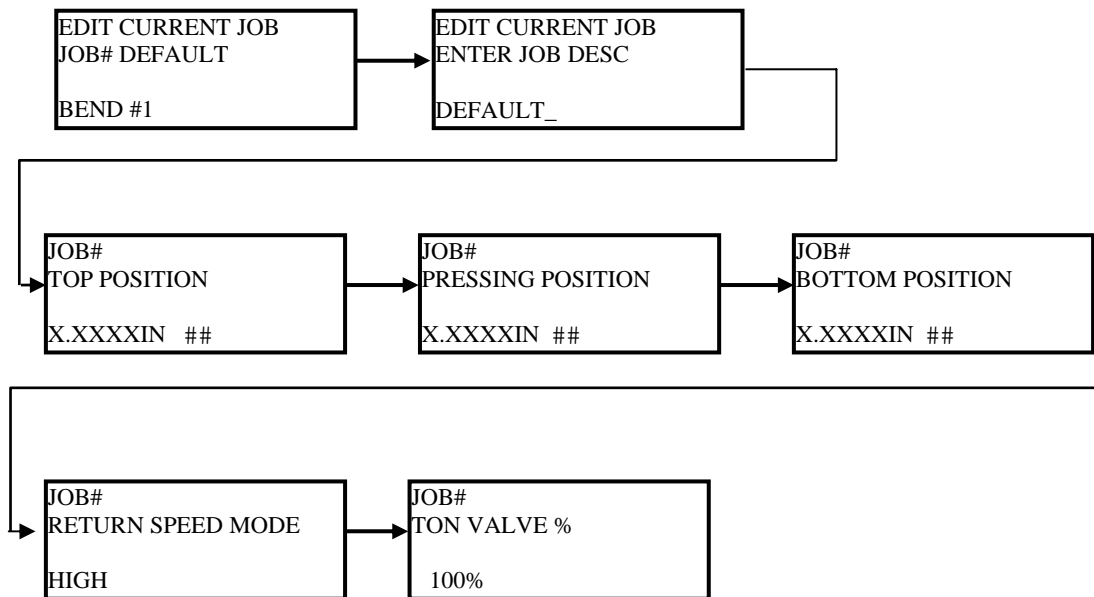 EDIT CURRENT JOB
JOB# DEFAULT
BEND #1
EDIT CURRENT JOB
ENTER JOB DESC
DEFAULT_
JOB#
TOP POSITION
X.XXXXIN ##
JOB#
PRESSING POSITION
X.XXXXIN ##
JOB#
BOTTOM POSITION
X.XXXXIN ##
JOB#
RETURN SPEED MODE
HIGH
JOB#
TON VALVE %
100%